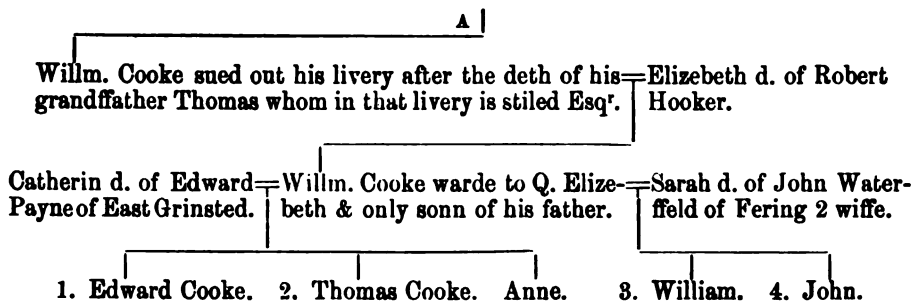 A
Willm. Cooke sued out his livery after the deth of his=Elizebeth d. of Robert
grandffather Thomas whom in that livery is stiled Esqʳ. Hooker.
Catherin d. of Edward=Willm. Cooke warde to Q. Elize-=Sarah d. of John Water-
Payne of East Grinsted. beth & only sonn of his father. ffeld of Fering 2 wiffe.
1. Edward Cooke. 2. Thomas Cooke. Anne. 3. William. 4. John.